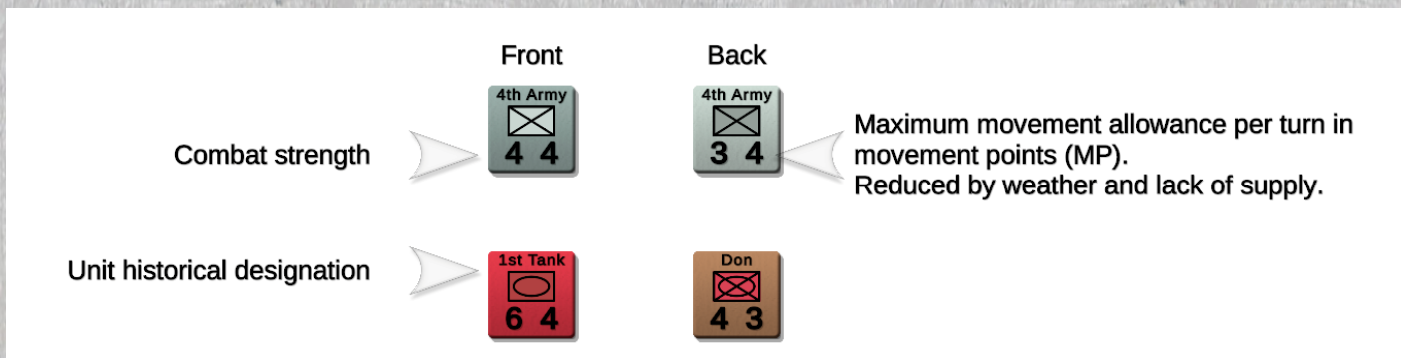 Front
Back
4th Army
4 4
4th Army
3 4
Combat strength
Maximum movement allowance per turn in
movement points (MP).
Reduced by weather and lack of supply.
Unit historical designation
1st Tank
6 4
Don
4 3